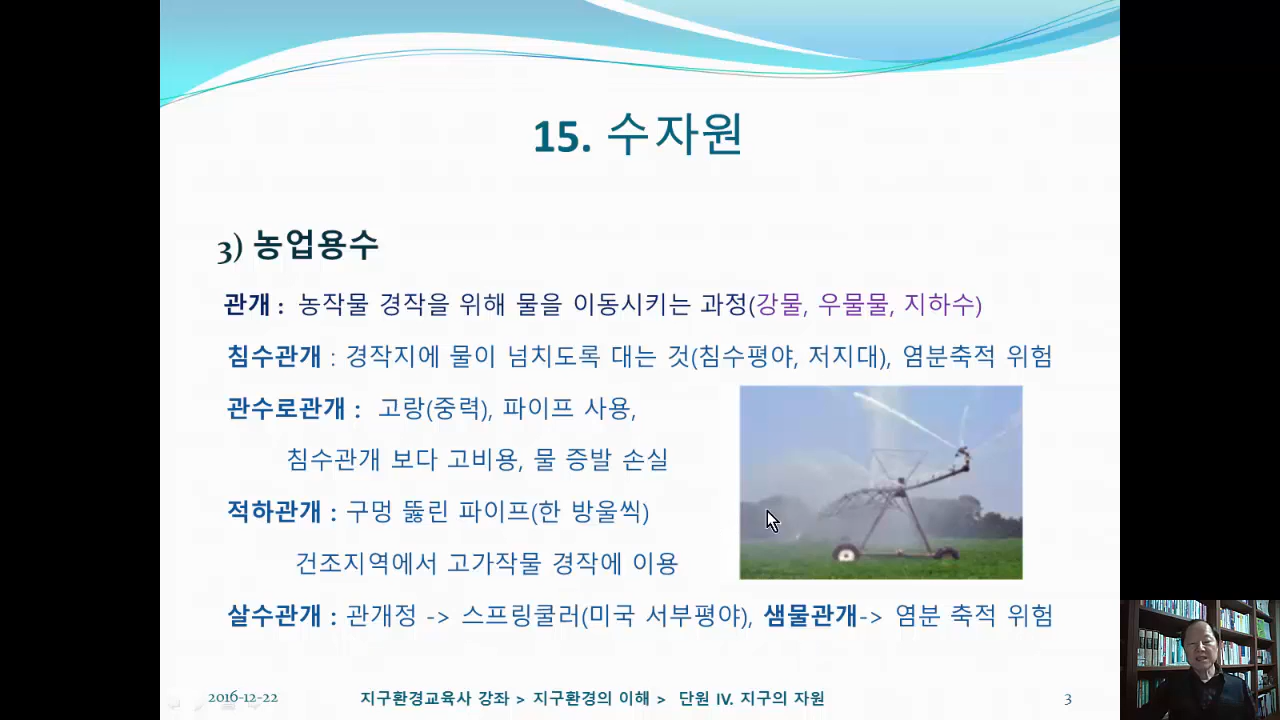 15. 수자원
3) 농업용수
관개 : 농작물 경작을 위해 물을 이동시키는 과정(강물, 우물물, 지하수)
침수관개 : 경작지에 물이 넘치도록 대는 것(침수평야, 저지대), 염분축적 위험
관수로관개 : 고랑(중력), 파이프 사용,
침수관개 보다 고비용, 물 증발 손실
적하관개 : 구멍 뚫린 파이프(한 방울씩)
건조지역에서 고가작물 경작에 이용
살수관개 : 관개정 -> 스프링쿨러(미국 서부평야), 샘물관개-> 염분 축적 위험
2016-12-22
지구환경교육사 강좌 > 지구환경의 이해 > 단원 IV. 지구의 자원
3